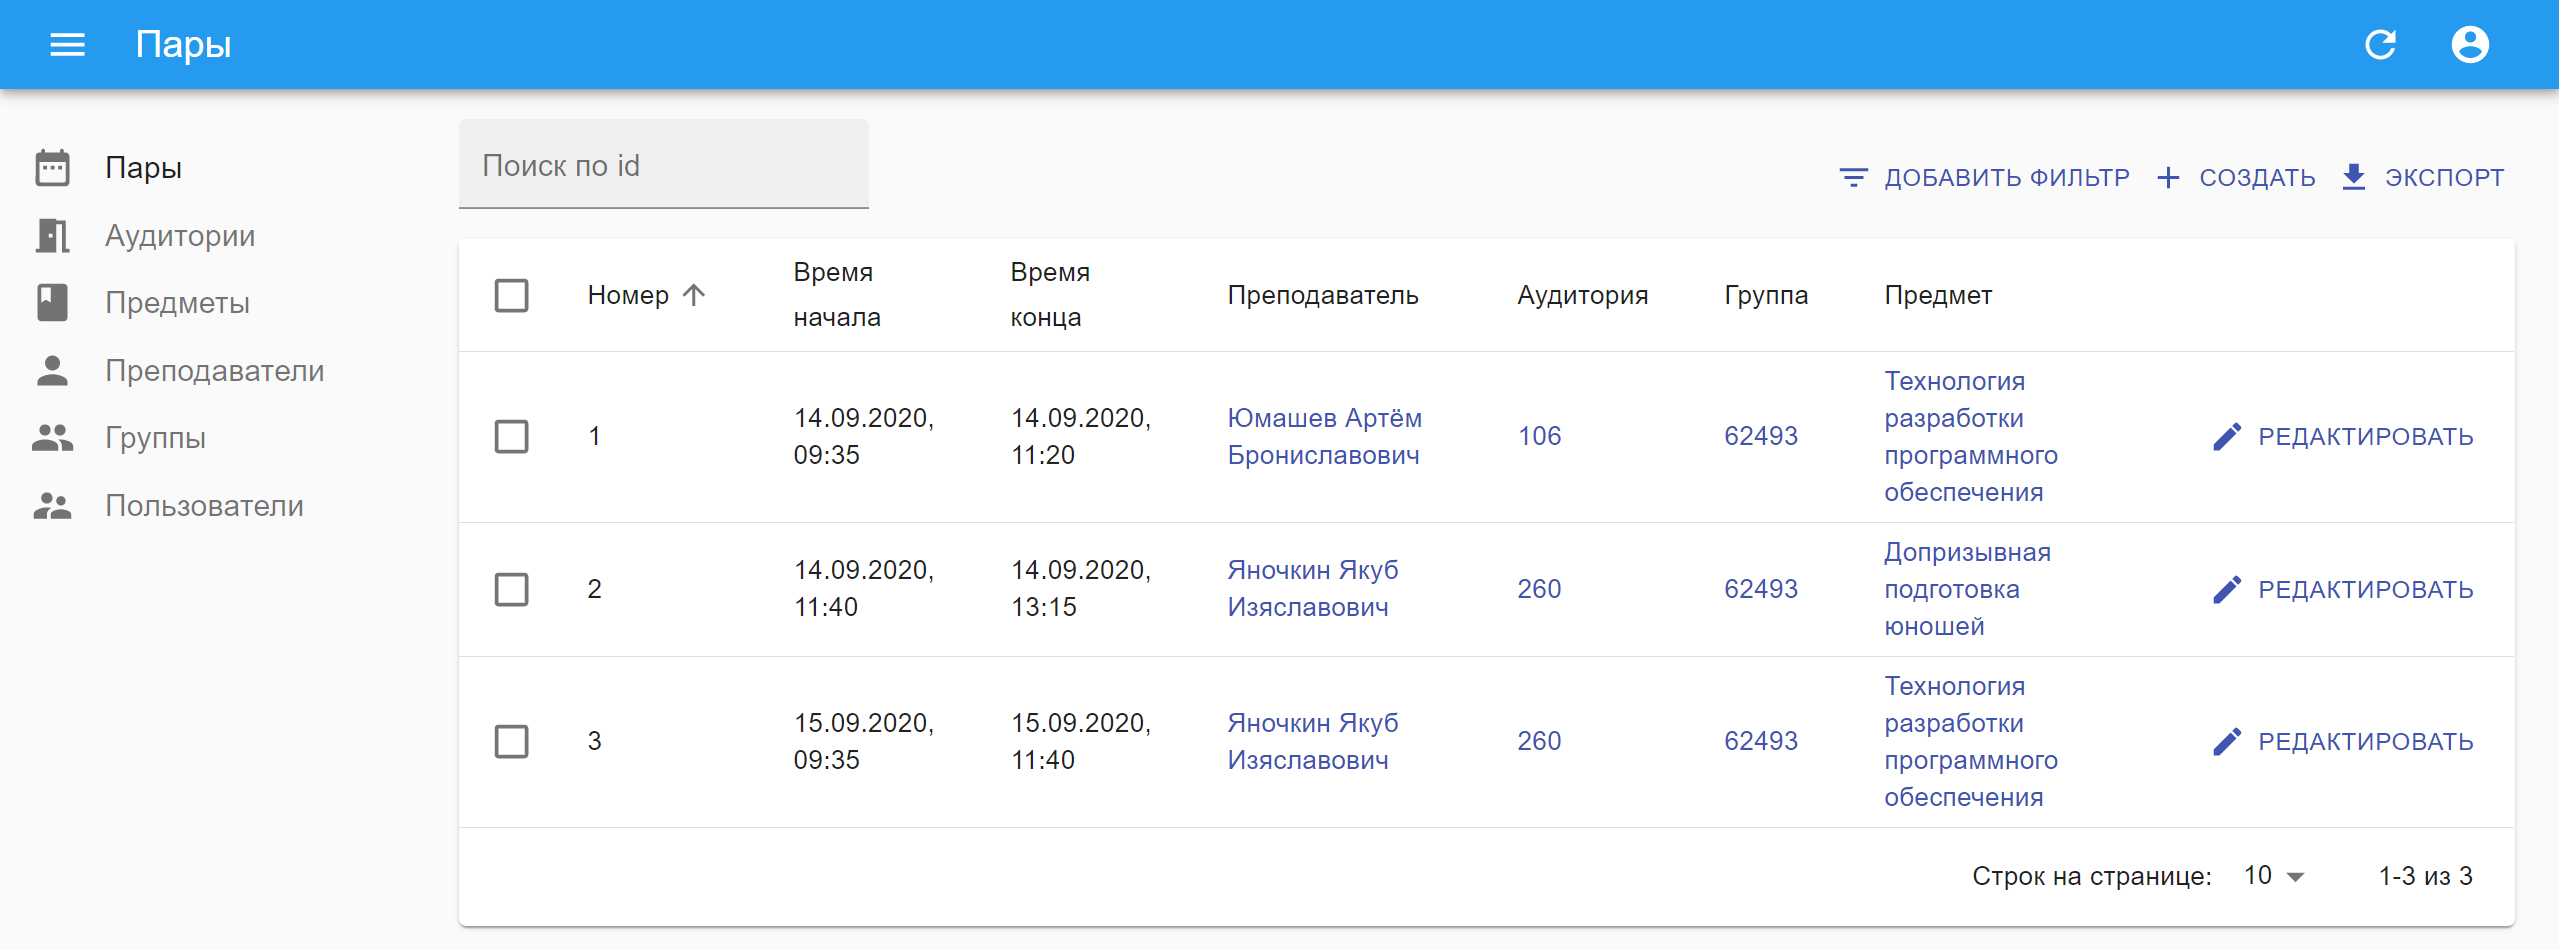 Пары
Пары
Аудитории
Предметы
Преподаватели
Группы
Пользователи
Поиск по id
ДОБАВИТЬ ФИЛЬТР
СОЗДАТЬ
ЭКСПОРТ
Номер
Время
начала
Время
конца
Преподаватель
Аудитория
Группа
Предмет
1
14.09.2020,
09:35
14.09.2020,
11:20
Юмашев Артём
Брониславович
106
62493
Технология
разработки
программного
обеспечения
РЕДАКТИРОВАТЬ
2
14.09.2020,
11:40
14.09.2020,
13:15
Яночкин Якуб
Изяславович
260
62493
Допризывная
подготовка
юношей
РЕДАКТИРОВАТЬ
3
15.09.2020,
09:35
15.09.2020,
11:40
Яночкин Якуб
Изяславович
260
62493
Технология
разработки
программного
обеспечения
РЕДАКТИРОВАТЬ
Строк на странице: 10
1-3 из 3